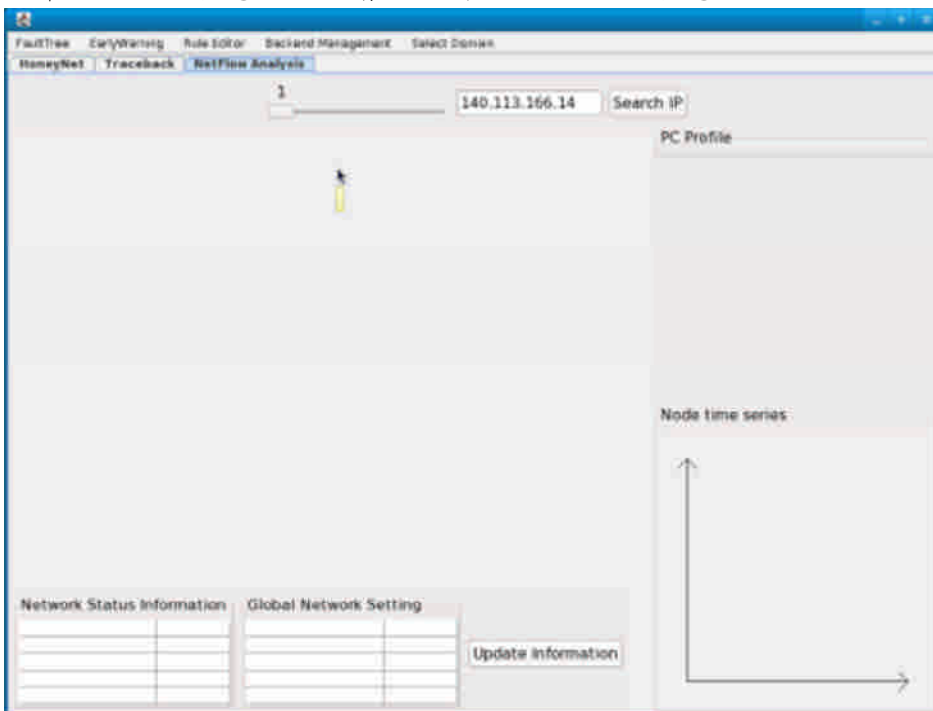 FaultTree EarlyWarning Rule Editor Backend Management Select Domain
HoneyNet Traceback NetFlow Analysis
1
140.113.166.14 Search IP
PC Profile
Node time series
Network Status Information Global Network Setting
Update Information